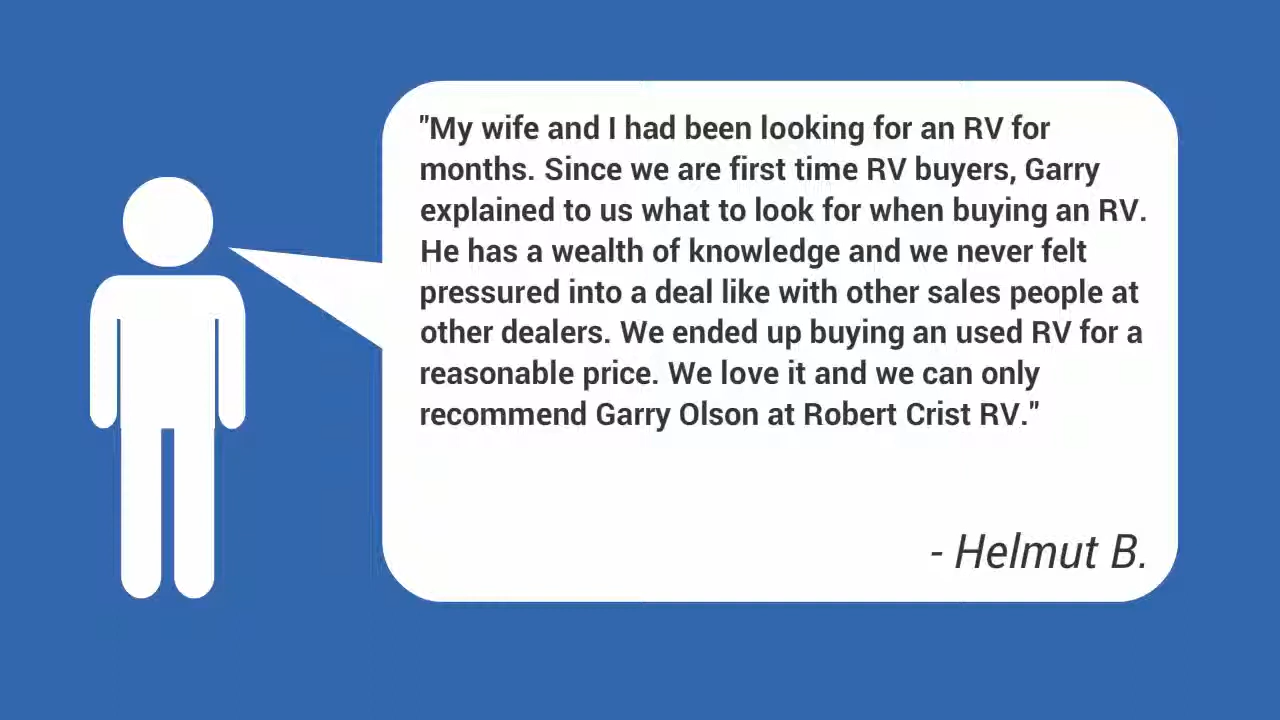 "My wife and I had been looking for an RV for
months. Since we are first time RV buyers, Garry
explained to us what to look for when buying an RV.
He has a wealth of knowledge and we never felt
pressured into a deal like with other sales people at
other dealers. We ended up buying an used RV for a
reasonable price. We love it and we can only
recommend Garry Olson at Robert Crist RV."
- Helmut B.